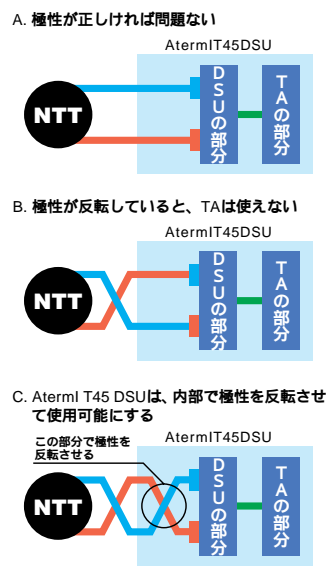 A. 極性が正しければ問題ない
AtermIT45DSU
NTT
DSUの部分
TAの部分
B. 極性が反転していると、TAは使えない
AtermIT45DSU
NTT
DSUの部分
TAの部分
C. AtermI T45 DSUは、内部で極性を反転させ
て使用可能にする
この部分で極性を
反転させる
AtermIT45DSU
NTT
DSUの部分
TAの部分